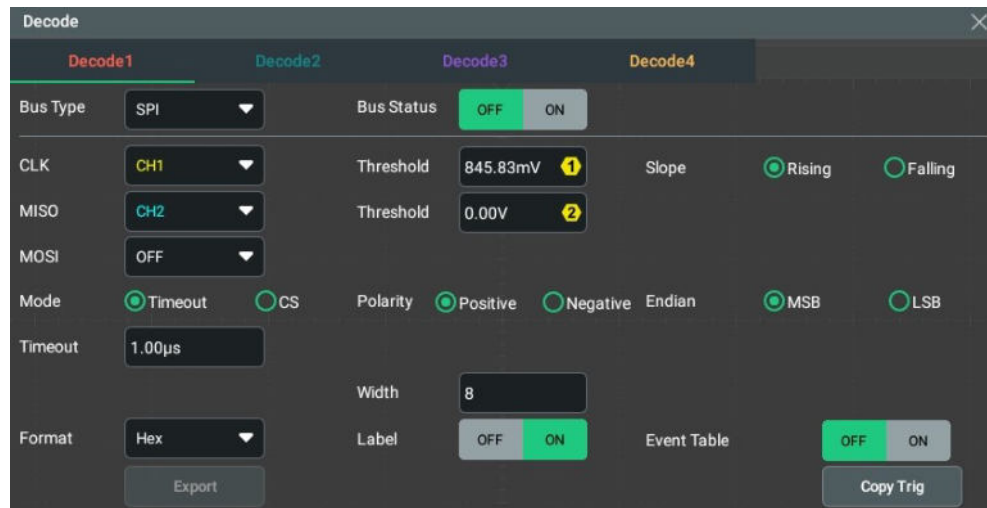 Decode
Decode1 Decode2 Decode3 Decode4
Bus Type SPI Bus Status OFF ON
CLK CH1 Threshold 845.83mV 1 Slope Rising Falling
MISO CH2 Threshold 0.00V 2
MOSI OFF
Mode Timeout CS Polarity Positive Negative Endian MSB LSB
Timeout 1.00µs
Width 8
Format Hex Label OFF ON Event Table OFF ON
Export Copy Trig